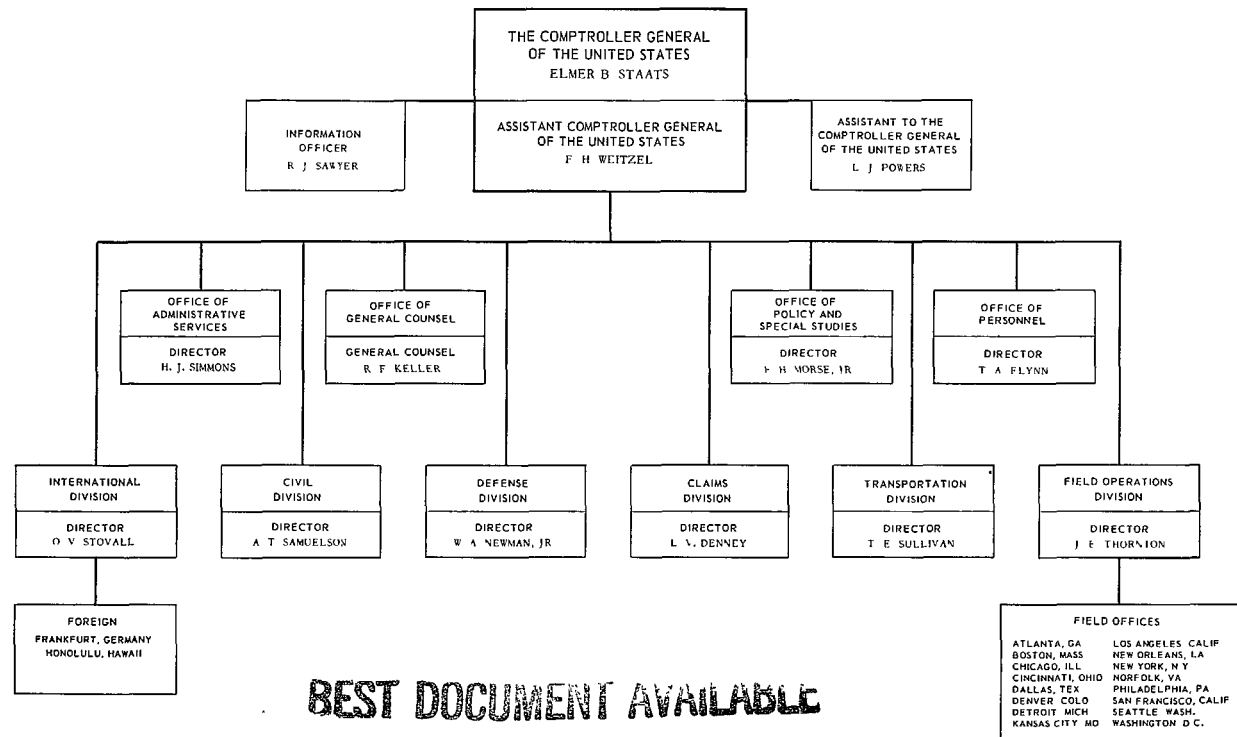 THE COMPTROLLER GENERAL
OF THE UNITED STATES
ELMER B STAATS
INFORMATION
OFFICER
R J SAWYER
ASSISTANT COMPTROLLER GENERAL
OF THE UNITED STATES
F H WEITZEL
ASSISTANT TO THE
COMPTROLLER GENERAL
OF THE UNITED STATES
L J POWERS
OFFICE OF
ADMINISTRATIVE
SERVICES
DIRECTOR
H. J. SIMMONS
OFFICE OF
GENERAL COUNSEL
GENERAL COUNSEL
R F KELLER
OFFICE OF
POLICY AND
SPECIAL STUDIES
DIRECTOR
H MORSE, JR
OFFICE OF
PERSONNEL
DIRECTOR
T A FLYNN
INTERNATIONAL
DIVISION
DIRECTOR
O V STOVALL
CIVIL
DIVISION
DIRECTOR
A T SAMUELSON
DEFENSE
DIVISION
DIRECTOR
W A NEWMAN, JR
CLAIMS
DIVISION
DIRECTOR
L DENNEY
TRANSPORTATION
DIVISION
DIRECTOR
T E SULLIVAN
FIELD OPERATIONS
DIVISION
DIRECTOR
J E THORNTON
FOREIGN
FRANKFURT, GERMANY
HONOLULU, HAWAII
FIELD OFFICES
ATLANTA, GA LOS ANGELES CALIF
BOSTON, MASS NEW ORLEANS, LA
CHICAGO, ILL NEW YORK, N Y
CINCINNATI, OHIO NORFOLK, VA
DALLAS, TEX PHILADELPHIA, PA
DENVER COLO SAN FRANCISCO, CALIF
DETROIT MICH SEATTLE WASH.
KANSAS CITY MO WASHINGTON D C.
BEST DOCUMENT AVAILABLE